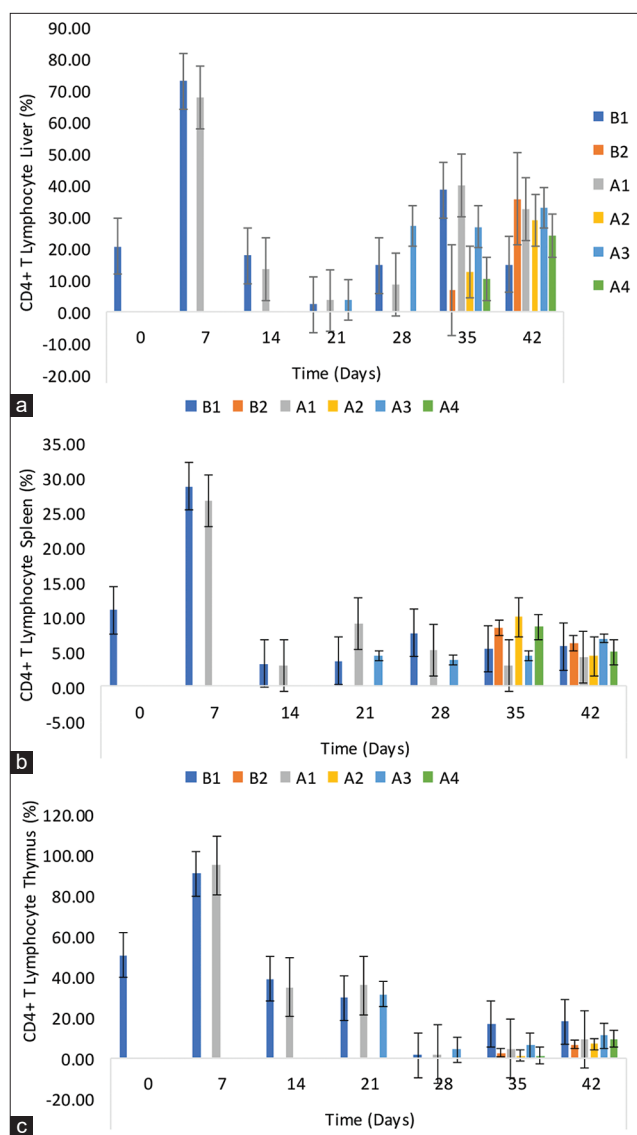 90.00
80.00
70.00
60.00
50.00
40.00
30.00
20.00
10.00
0.00
-10.00
-20.00
CD4+ T Lymphocyte Liver (%)
0 7 14 21 28 35 42
Time (Days)
B1
B2
A1
A2
A3
A4
a
B1 B2 A1 A2 A3 A4
35.00
30.00
25.00
20.00
15.00
10.00
5.00
0.00
-5.00
CD4+ T Lymphocyte Spleen (%)
0 7 14 21 28 35 42
Time (Days)
b
B1 B2 A1 A2 A3 A4
120.00
100.00
80.00
60.00
40.00
20.00
0.00
-20.00
CD4+ T Lymphocyte Thymus (%)
0 7 14 21 28 35 42
Time (Days)
c